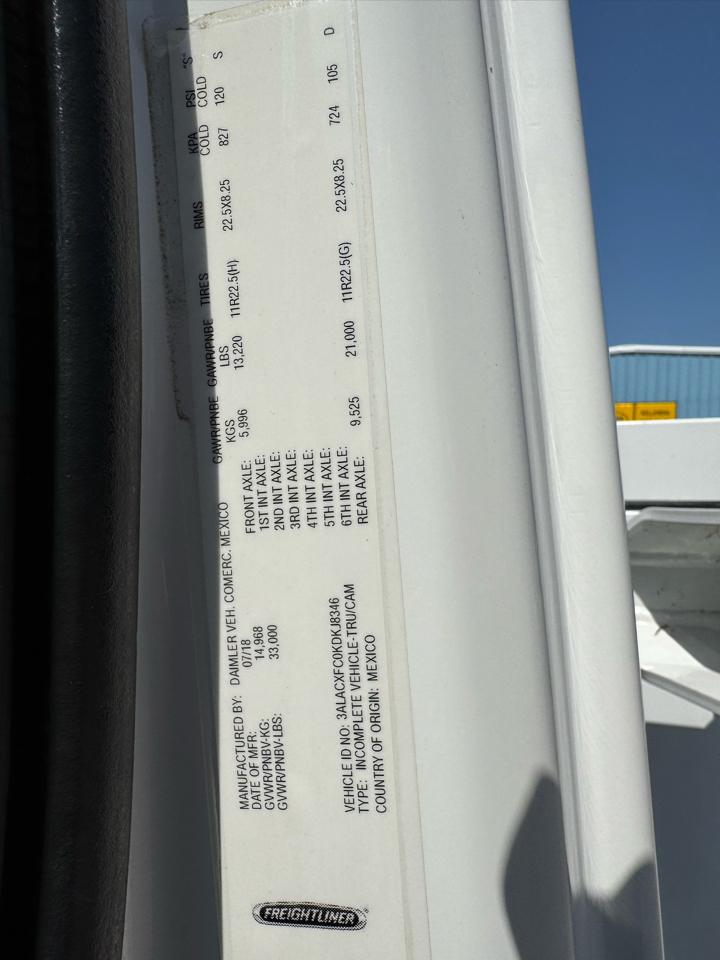 FREIGHTLINER®
MANUFACTURED BY: DAIMLER VEH. COMERC. MEXICO
DATE OF MFR: 07/18
GVWR/PNBV-KG: 14,968
GVWR/PNBV-LBS: 33,000
VEHICLE ID NO: 3ALACXFC0KDKJ8346
TYPE: INCOMPLETE VEHICLE-TRU/CAM
COUNTRY OF ORIGIN: MEXICO
GAWR/PNBE GAWR/PNBE TIRES RIMS KPA PSI "S"
KGS LBS COLD COLD
FRONT AXLE: 5,996 13,220 11R22.5(H) 22.5X8.25 827 120 S
1ST INT AXLE:
2ND INT AXLE:
3RD INT AXLE:
4TH INT AXLE:
5TH INT AXLE:
6TH INT AXLE:
REAR AXLE: 9,525 21,000 11R22.5(G) 22.5X8.25 724 105 D